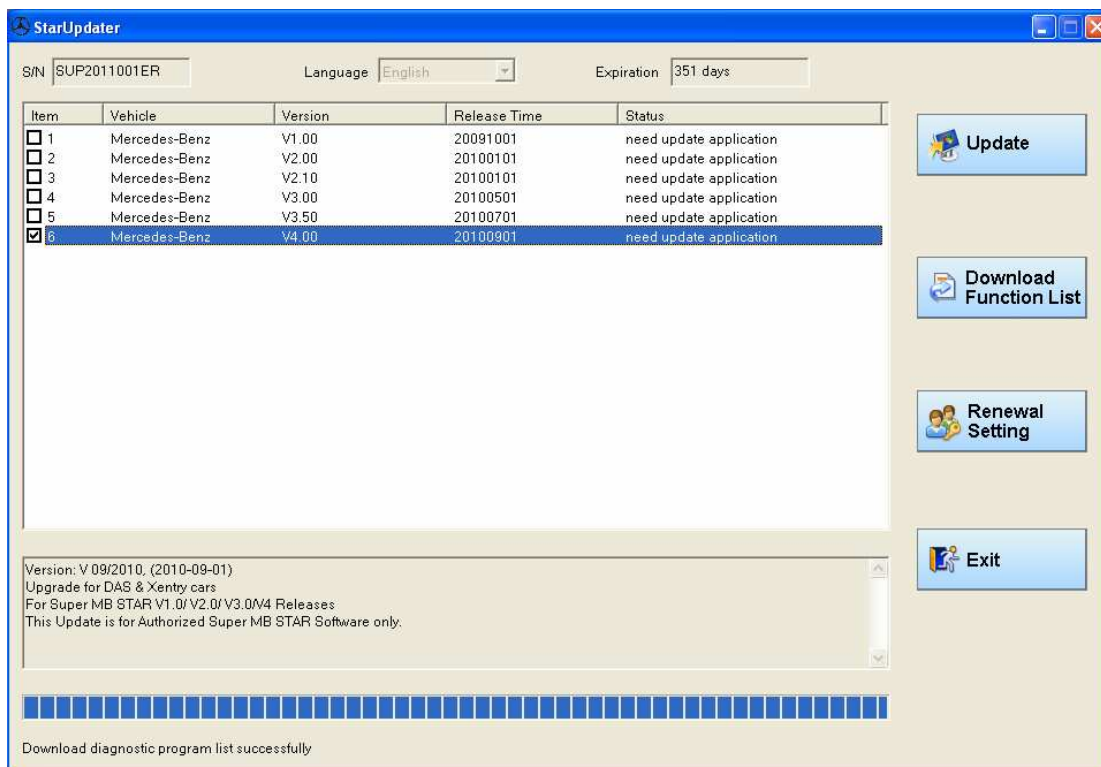 StarUpdater
S/N SUP2011001ER Language English Expiration 351 days
Item Vehicle Version Release Time Status
1 Mercedes-Benz V1.00 20091001 need update application
2 Mercedes-Benz V2.00 20100101 need update application
3 Mercedes-Benz V2.10 20100101 need update application
4 Mercedes-Benz V3.00 20100501 need update application
5 Mercedes-Benz V3.50 20100701 need update application
6 Mercedes-Benz V4.00 20100901 need update application
Update
Download
Function List
Renewal
Setting
Exit
Version: V 09/2010, (2010-09-01)
Upgrade for DAS & Xentry cars
For Super MB STAR V1.0/ V2.0/ V3.0/V4 Releases
This Update is for Authorized Super MB STAR Software only.
Download diagnostic program list successfully